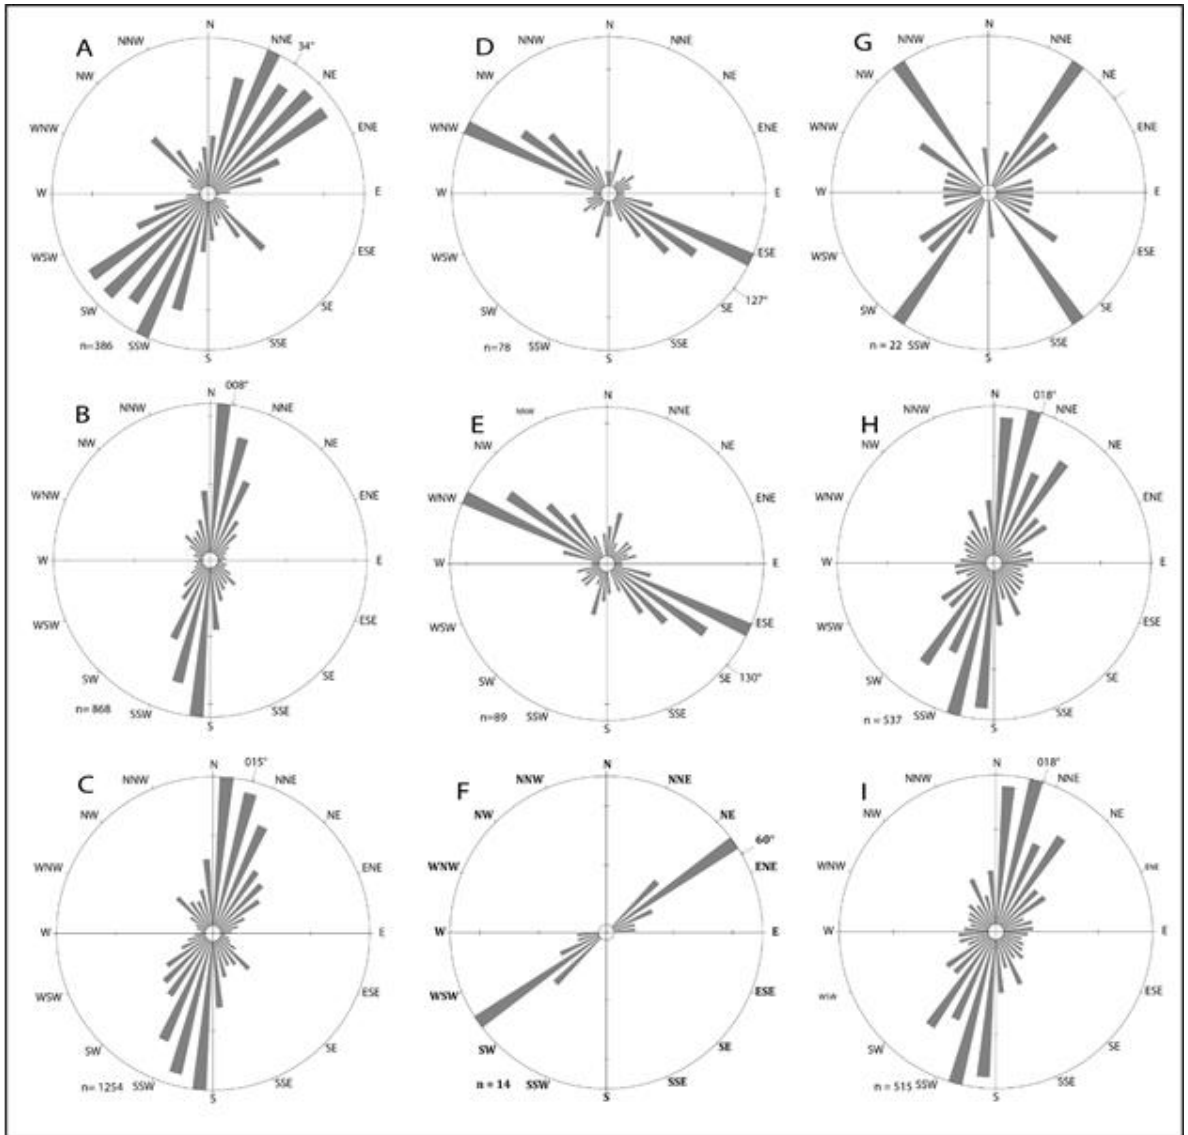 A
N
NNE
34°
NE
ENE
E
ESE
SE
SSE
S
SSW
n=386
SW
WSW
W
WNW
NW
NNW
D
N
NNE
NE
ENE
E
ESE
127°
SE
SSE
S
SSW
n=78
SW
WSW
W
WNW
NW
NNW
G
N
NNE
NE
ENE
E
ESE
SE
SSE
S
n = 22 SSW
SW
WSW
W
WNW
NW
NNW
B
N
008°
NNE
NE
ENE
E
ESE
SE
SSE
S
SSW
n= 868
SW
WSW
W
WNW
NW
NNW
E
N
NNE
NE
ENE
E
ESE
SE
130°
SSE
S
SSW
n=89
SW
WSW
W
WNW
NW
NNW
H
N
018°
NNE
NE
ENE
E
ESE
SE
SSE
S
SSW
n = 537
SW
WSW
W
WNW
NW
NNW
C
N
015°
NNE
NE
ENE
E
ESE
SE
SSE
S
n= 1254 SSW
SW
WSW
W
WNW
NW
NNW
F
N
NNE
NE
60°
ENE
E
ESE
SE
SSE
S
SSW
n = 14
SW
WSW
W
WNW
NW
NNW
I
N
018°
NNE
NE
ENE
E
ESE
SE
SSE
S
n = 515 SSW
SW
WSW
W
WNW
NW
NNW